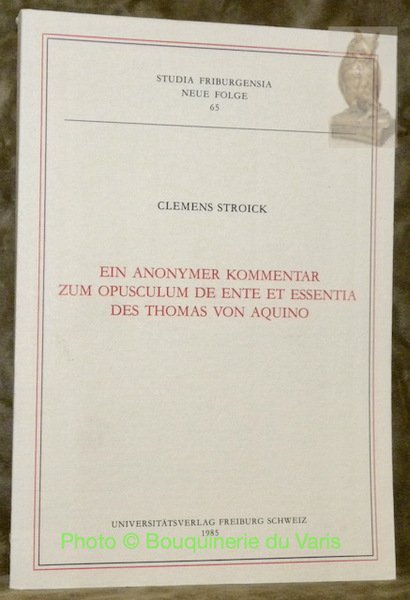 STUDIA FRIBURGENSIA
NEUE FOLGE
65
CLEMENS STROICK
EIN ANONYMER KOMMENTAR
ZUM OPUSCULUM DE ENTE ET ESSENTIA
DES THOMAS VON AQUINO
UNIVERSITÄTSVERLAG FREIBURG SCHWEIZ
1985
Photo © Bouquinerie du Varis